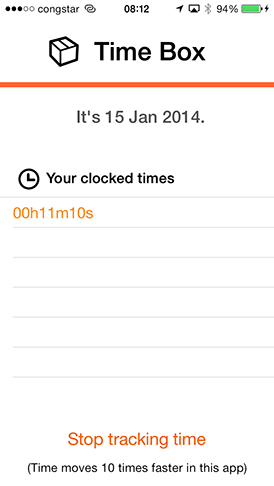 congstar 08:12 94%
Time Box
It's 15 Jan 2014.
Your clocked times
00h11m10s
Stop tracking time
(Time moves 10 times faster in this app)